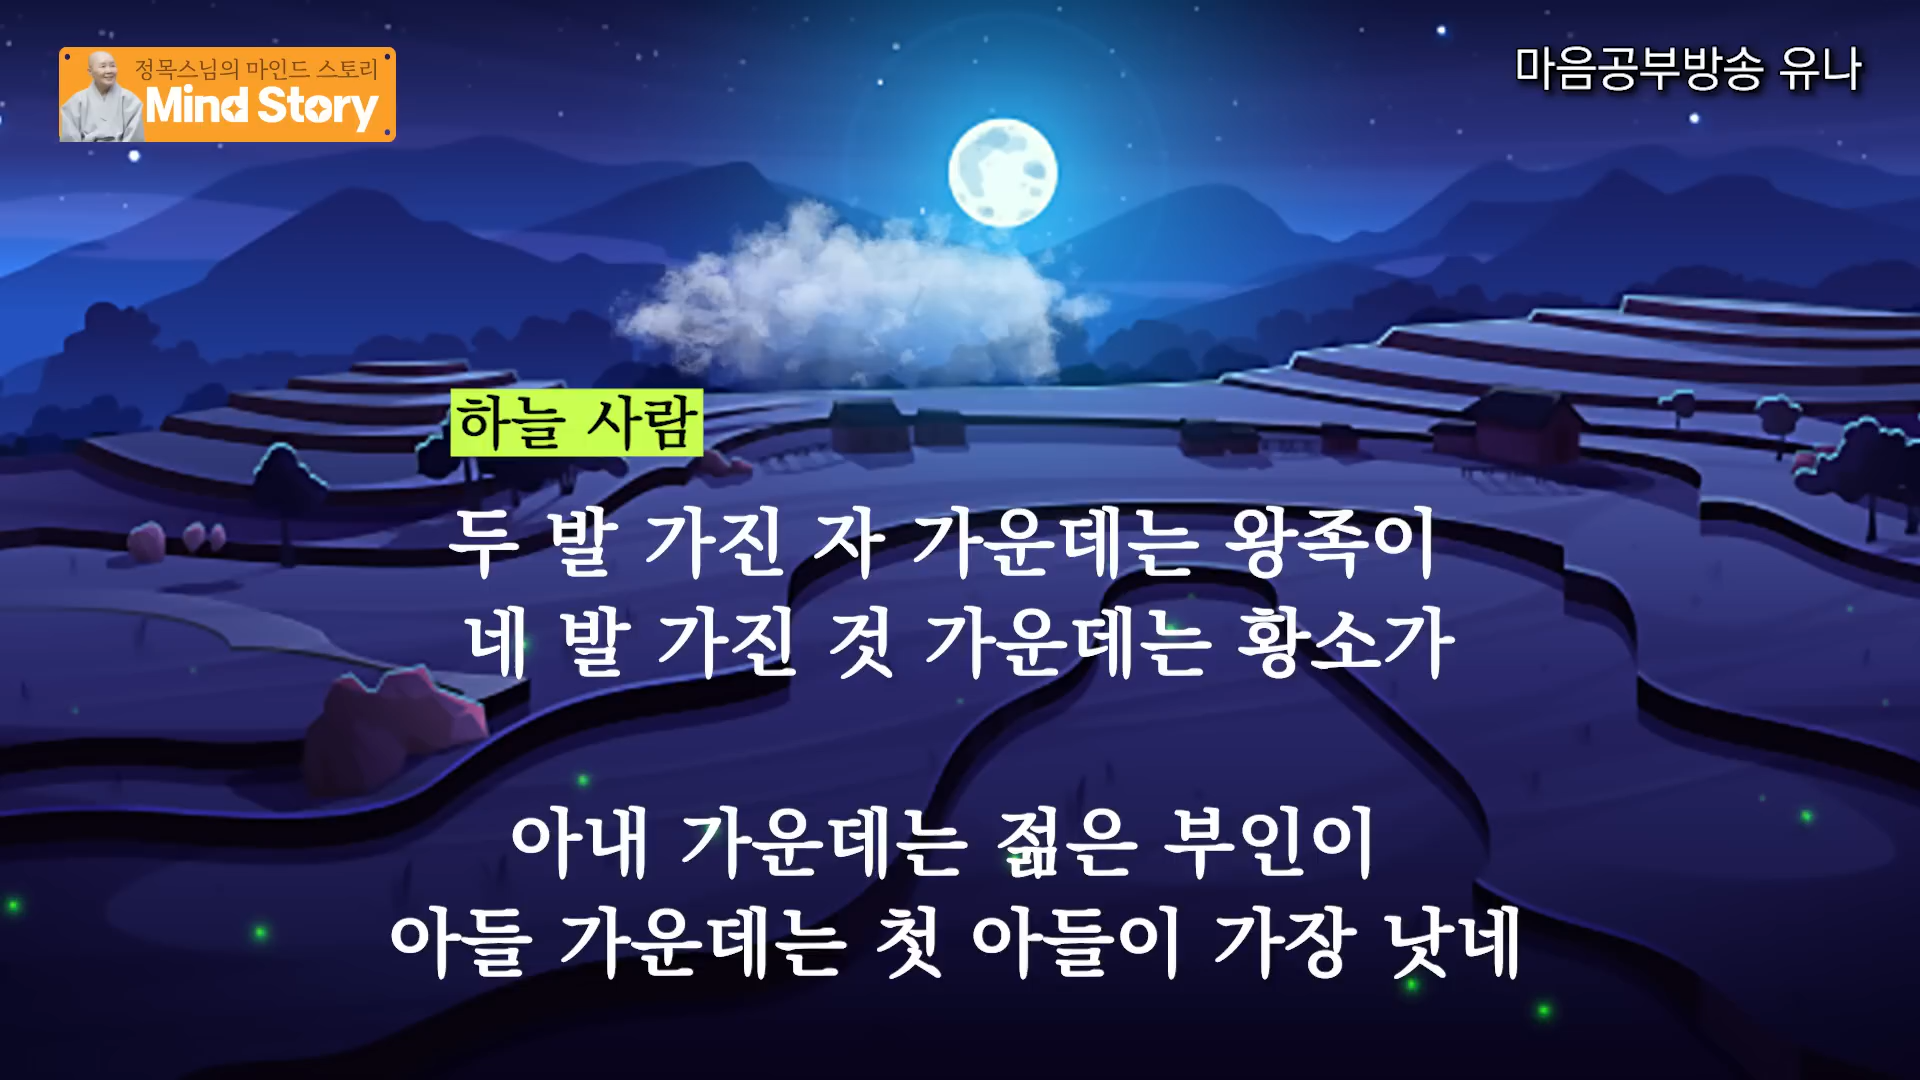 정목스님의 마인드 스토리
Mind Story
마음공부방송 유나
하늘 사람
두 발 가진 자 가운데는 왕족이
네 발 가진 것 가운데는 황소가
아내 가운데는 젊은 부인이
아들 가운데는 첫 아들이 가장 낫네